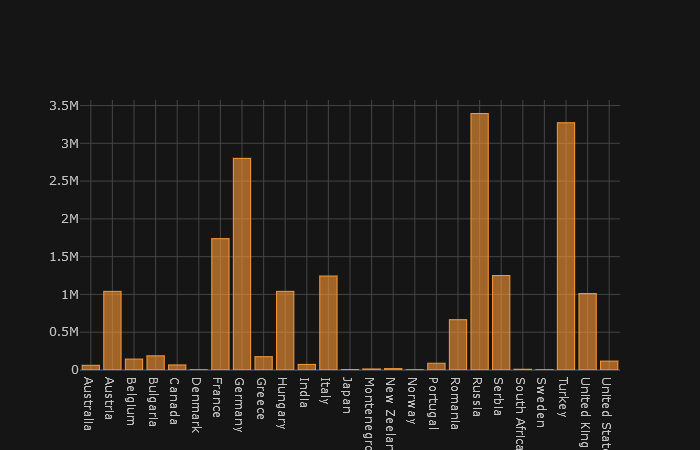 3.5M
3M
2.5M
2M
1.5M
1M
0.5M
0
Australia
Austria
Belgium
Bulgaria
Canada
Denmark
France
Germany
Greece
Hungary
India
Italy
Japan
Montenegro
New Zeelan
Norway
Portugal
Romania
Russia
Serbia
South Africa
Sweden
Turkey
United King
United Stat